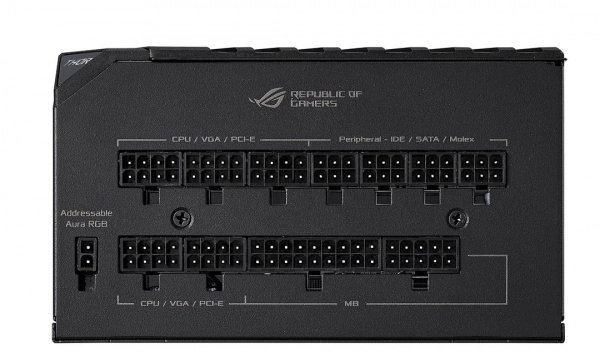 THOR
REPUBLIC OF
GAMERS
CPU / VGA / PCI-E
Peripheral - IDE / SATA / Molex
Addressable
Aura RGB
CPU / VGA / PCI-E
MB